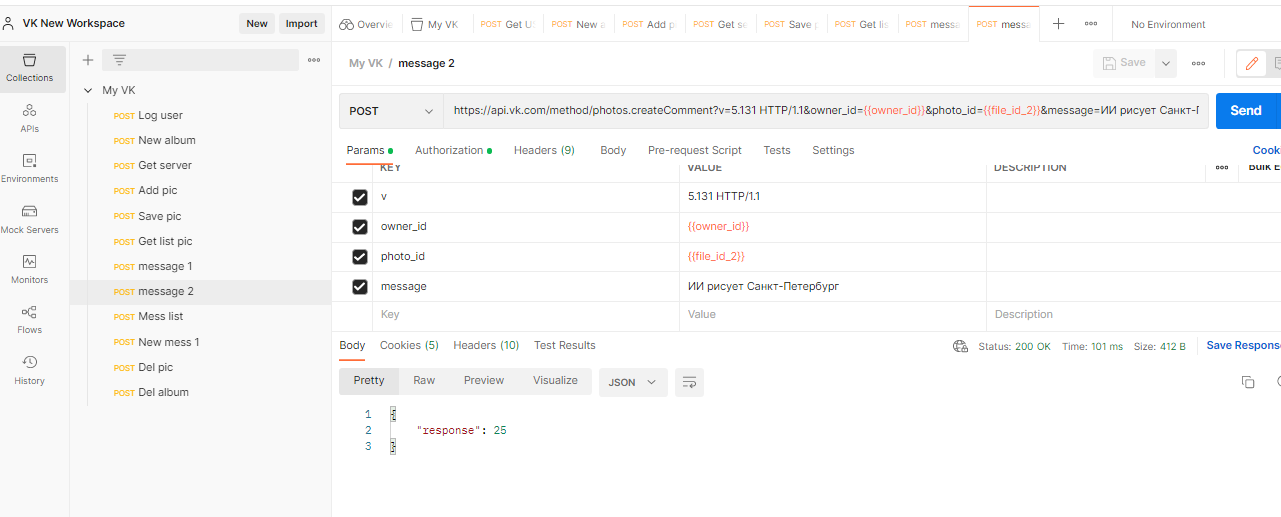 VK New Workspace
New
Import
Overvie
My VK
POST Get U
POST New a
POST Add p
POST Get se
POST Save p
POST Get lis
POST messa
POST messa
No Environment
Collections
APIs
Environments
Mock Servers
Monitors
Flows
History
My VK
POST Log user
POST New album
POST Get server
POST Add pic
POST Save pic
POST Get list pic
POST message 1
POST message 2
POST Mess list
POST New mess 1
POST Del pic
POST Del album
My VK / message 2
Save
POST
https://api.vk.com/method/photos.createComment?v=5.131 HTTP/1.1&owner_id={{owner_id}}&photo_id={{file_id_2}}&message=ИИ рисует Санкт-П
Send
Params
Authorization
Headers (9)
Body
Pre-request Script
Tests
Settings
Cooki
KEY VALUE DESCRIPTION Bulk E
v 5.131 HTTP/1.1
owner_id {{owner_id}}
photo_id {{file_id_2}}
message ИИ рисует Санкт-Петербург
Key Value Description
Body Cookies (5) Headers (10) Test Results
Status: 200 OK Time: 101 ms Size: 412 B Save Response
Pretty Raw Preview Visualize JSON
1 {
2 "response": 25
3 }